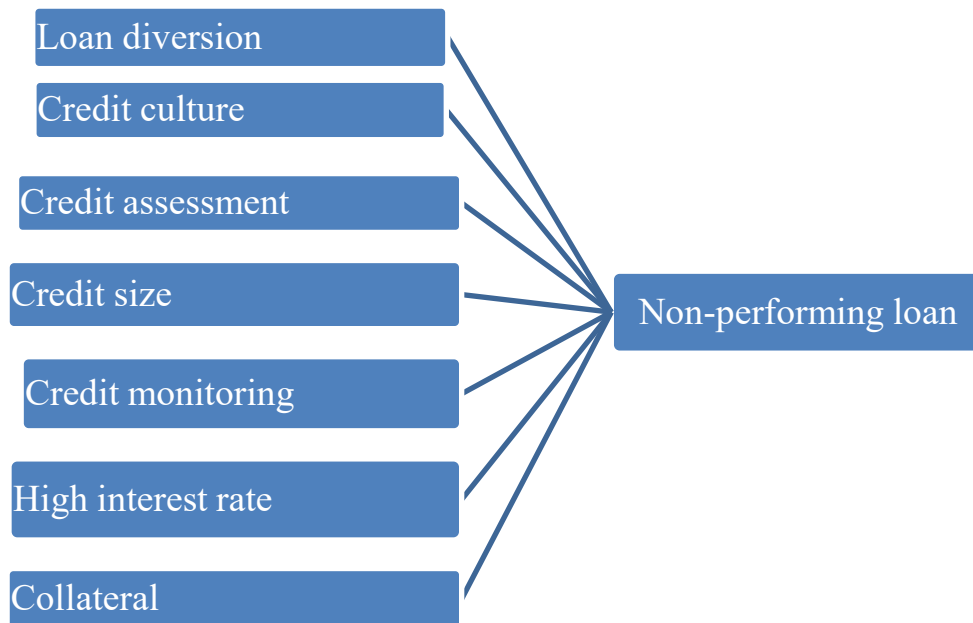 Loan diversion
Credit culture
Credit assessment
Credit size
Credit monitoring
High interest rate
Collateral
Non-performing loan